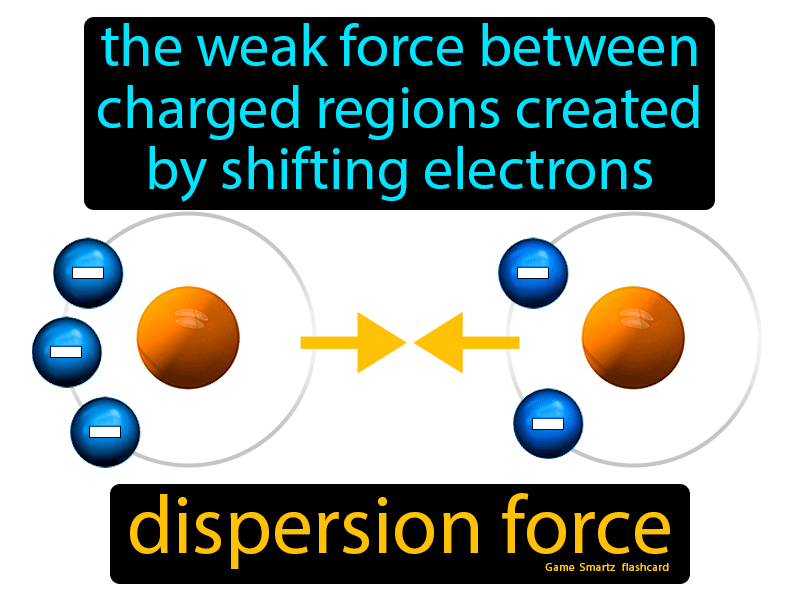 the weak force between
charged regions created
by shifting electrons
dispersion force
Game Smartz flashcard